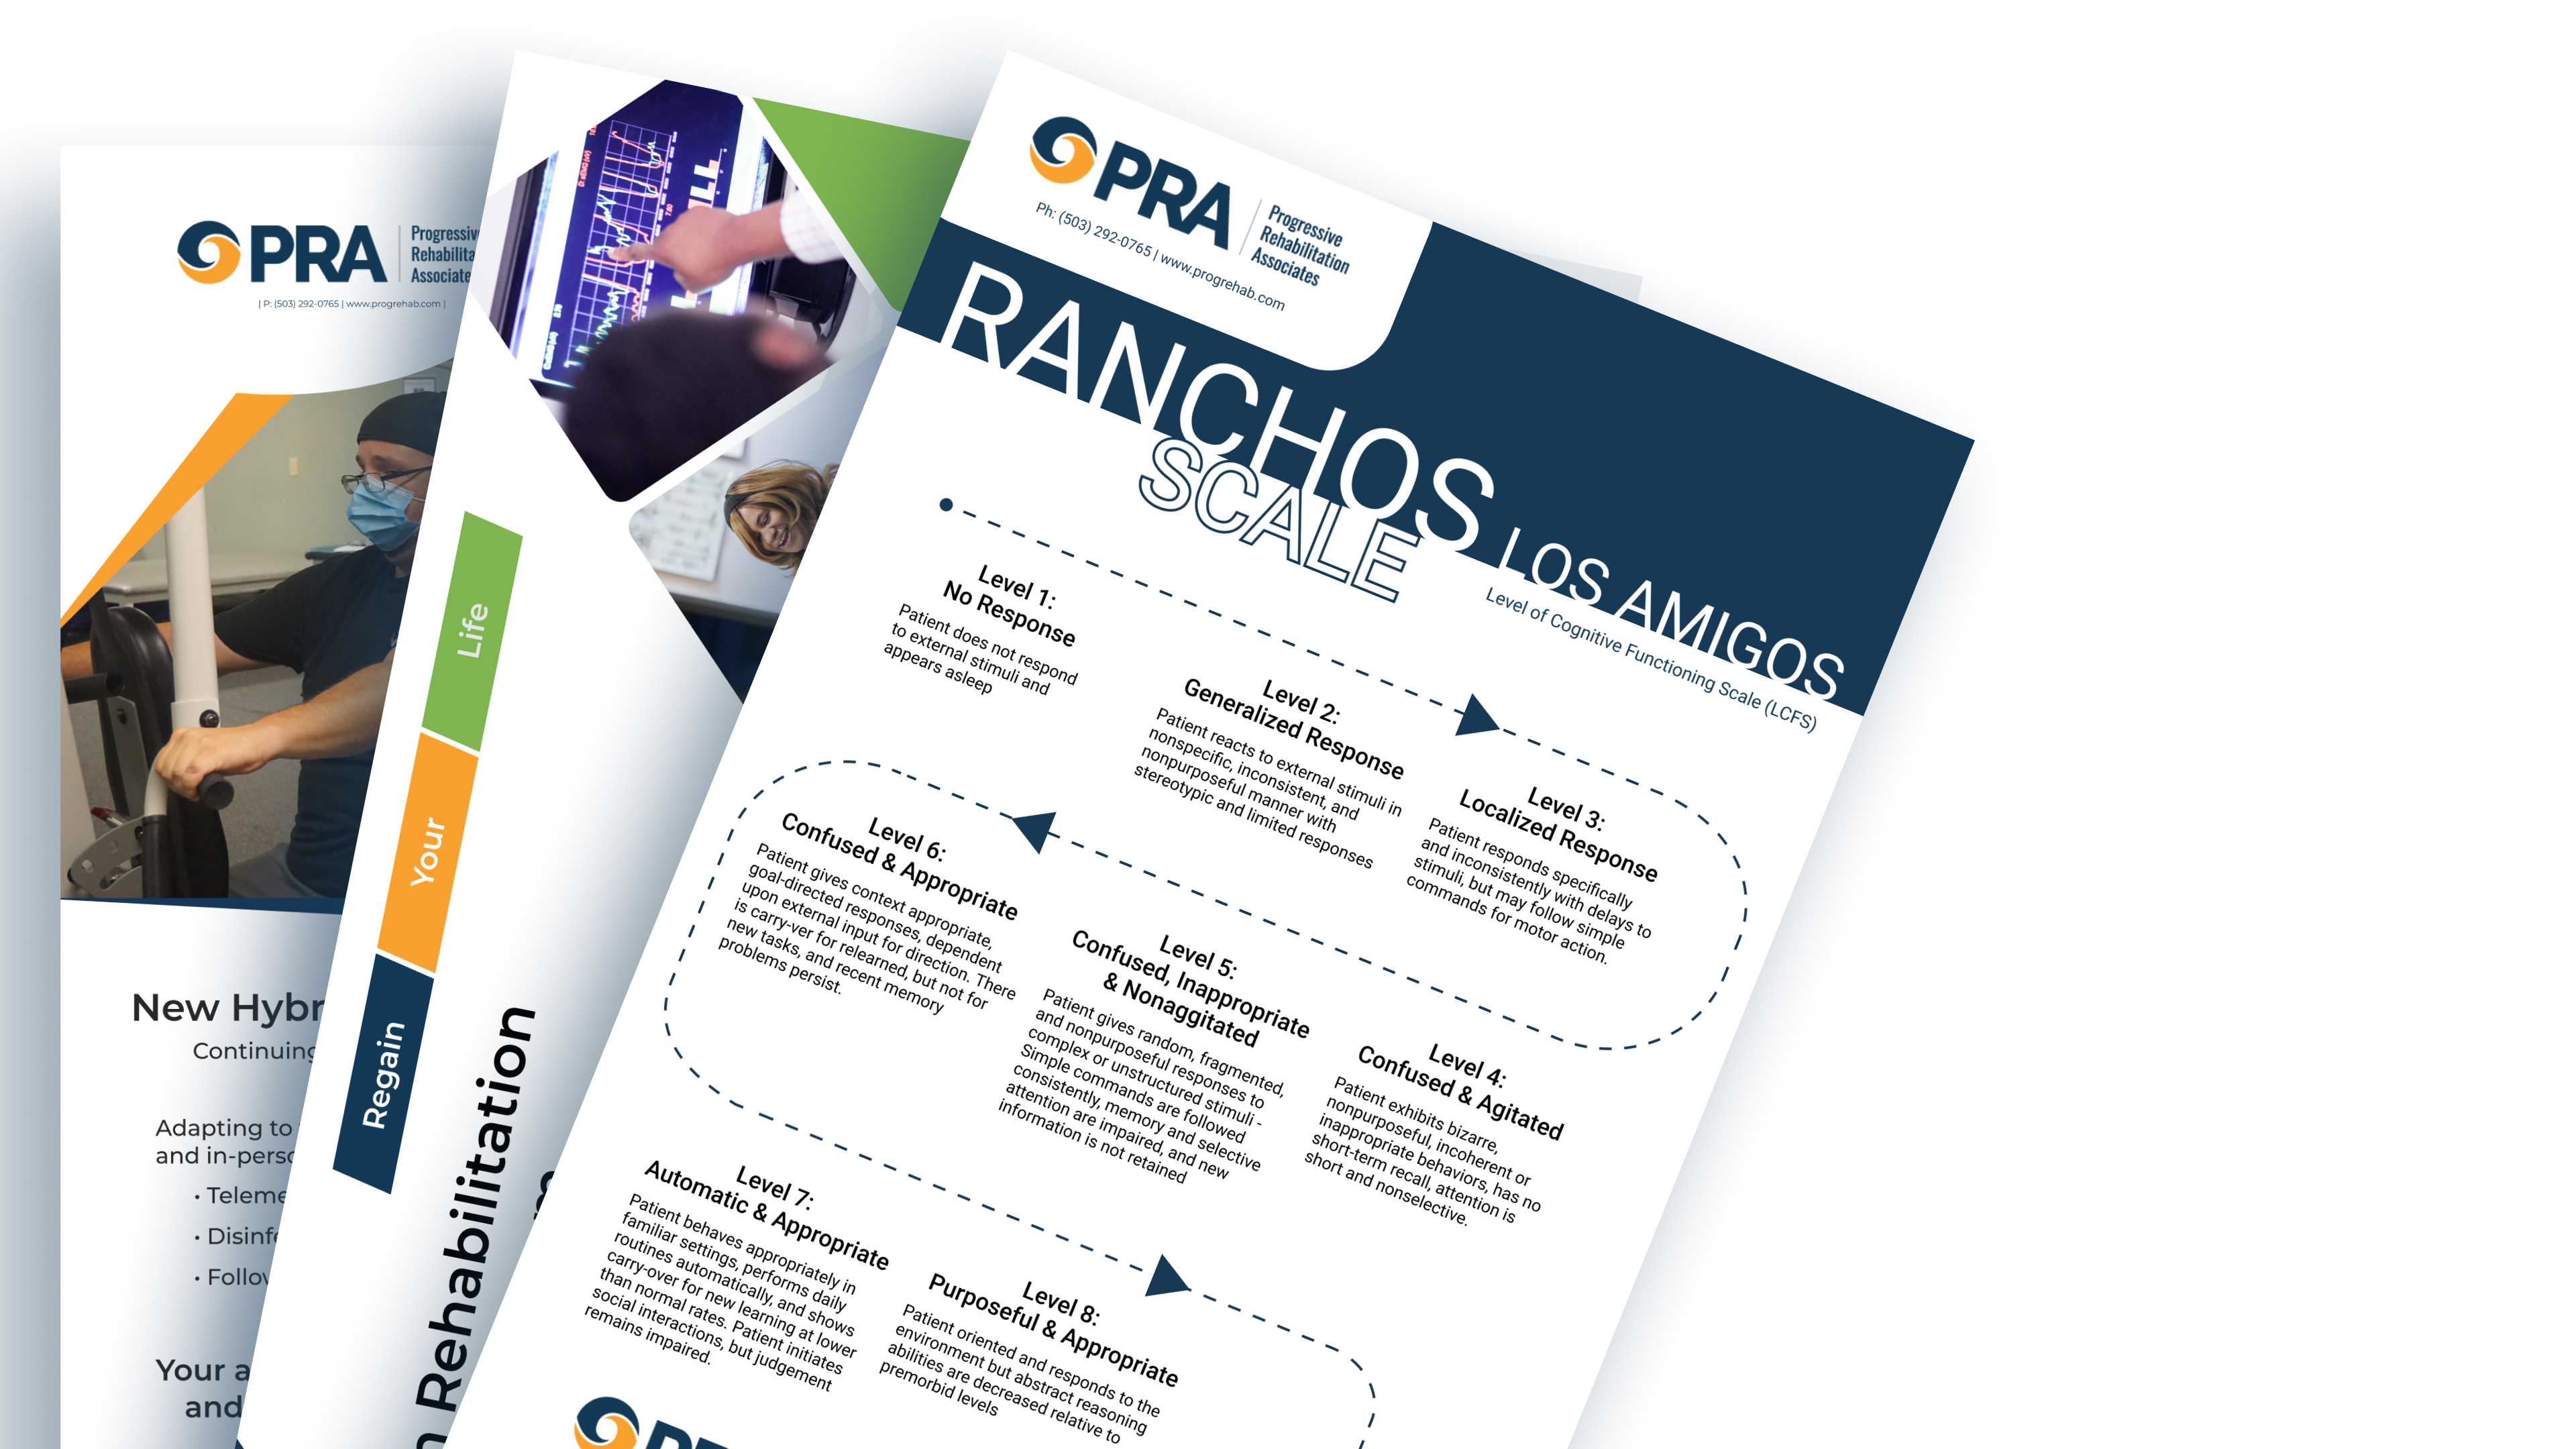 PRA
Progressiv
Rehabilita
Associate
| P: (503) 292-0765 | www.progrehab.com |
New Hybr
Continuing
Adapting to
and in-perso
• Teleme
• Disinfe
• Follow
Your a
and
Regain
Your
Life
n Rehabilitation
PRA
Progressive
Rehabilitation
Associates
Ph: (503) 292-0765 | www.progrehab.com
RANCHOS LOS AMIGOS
SCALE
Level of Cognitive Functioning Scale (LCFS)
Level 1:
No Response
Patient does not respond
to external stimuli and
appears asleep
Level 2:
Generalized Response
Patient reacts to external stimuli in
nonspecific, inconsistent, and
nonpurposeful manner with
stereotypic and limited responses
Level 3:
Localized Response
Patient responds specifically
and inconsistently with delays to
stimuli, but may follow simple
commands for motor action.
Level 4:
Confused & Agitated
Patient exhibits bizarre,
nonpurposeful, incoherent or
inappropriate behaviors, has no
short-term recall, attention is
short and nonselective.
Level 5:
Confused, Inappropriate
& Nonaggitated
Patient gives random, fragmented,
and nonpurposeful responses to
complex or unstructured stimuli -
Simple commands are followed
consistently, memory and selective
attention are impaired, and new
information is not retained
Level 6:
Confused & Appropriate
Patient gives context appropriate,
goal-directed responses, dependent
upon external input for direction. There
is carry-ver for relearned, but not for
new tasks, and recent memory
problems persist.
Level 7:
Automatic & Appropriate
Patient behaves appropriately in
familiar settings, performs daily
routines automatically, and shows
carry-over for new learning at lower
than normal rates. Patient initiates
social interactions, but judgement
remains impaired.
Level 8:
Purposeful & Appropriate
Patient oriented and responds to the
environment but abstract reasoning
abilities are decreased relative to
premorbid levels